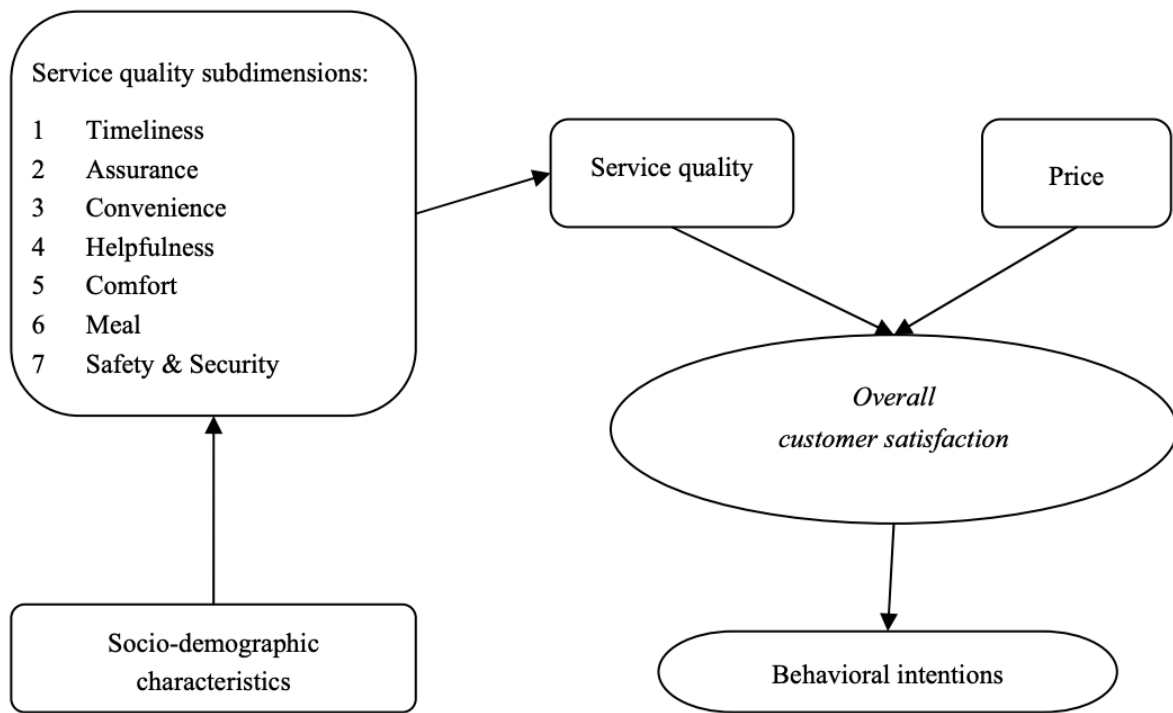 Service quality subdimensions:
1 Timeliness
2 Assurance
3 Convenience
4 Helpfulness
5 Comfort
6 Meal
7 Safety & Security
Service quality
Price
Overall
customer satisfaction
Socio-demographic
characteristics
Behavioral intentions